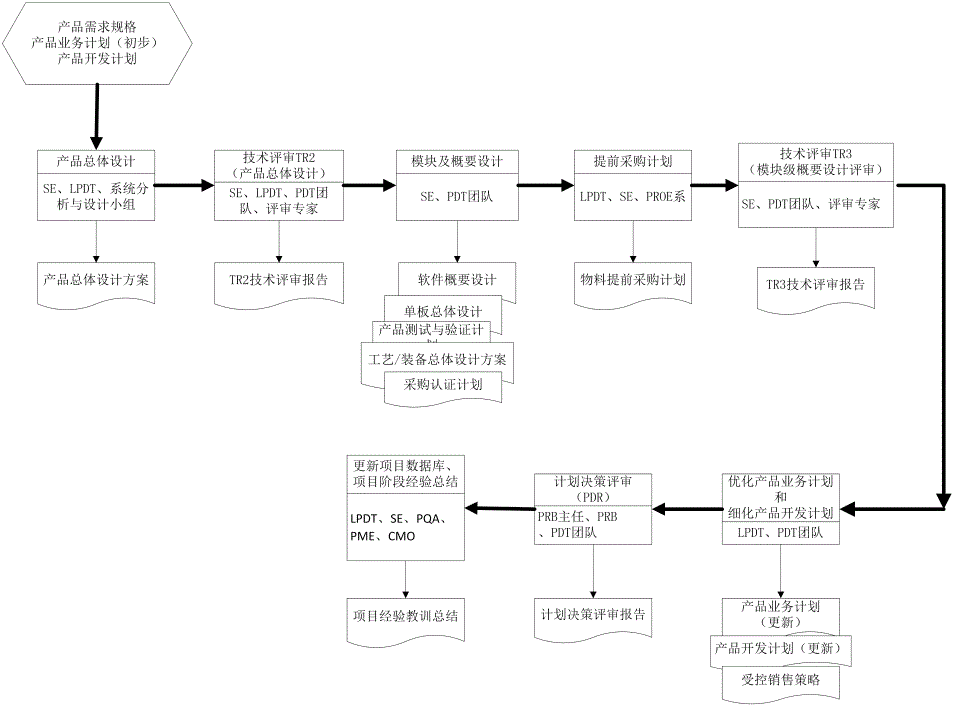 产品需求规格
产品业务计划（初步）
产品开发计划
产品总体设计
SE、LPDT、系统分
析与设计小组
产品总体设计方案
技术评审TR2
（产品总体设计）
SE、LPDT、PDT团
队、评审专家
TR2技术评审报告
模块及概要设计
SE、PDT团队
软件概要设计
单板总体设计
产品测试与验证计
划
工艺/装备总体设计方案
采购认证计划
提前采购计划
LPDT、SE、PROE系
物料提前采购计划
技术评审TR3
（模块级概要设计评审）
SE、PDT团队、评审专家
TR3技术评审报告
优化产品业务计划
和
细化产品开发计划
LPDT、PDT团队
产品业务计划
（更新）
产品开发计划（更新）
受控销售策略
计划决策评审
（PDR）
PRB主任、PRB
、PDT团队
计划决策评审报告
更新项目数据库、
项目阶段经验总结
LPDT、SE、PQA、
PME、CMO
项目经验教训总结